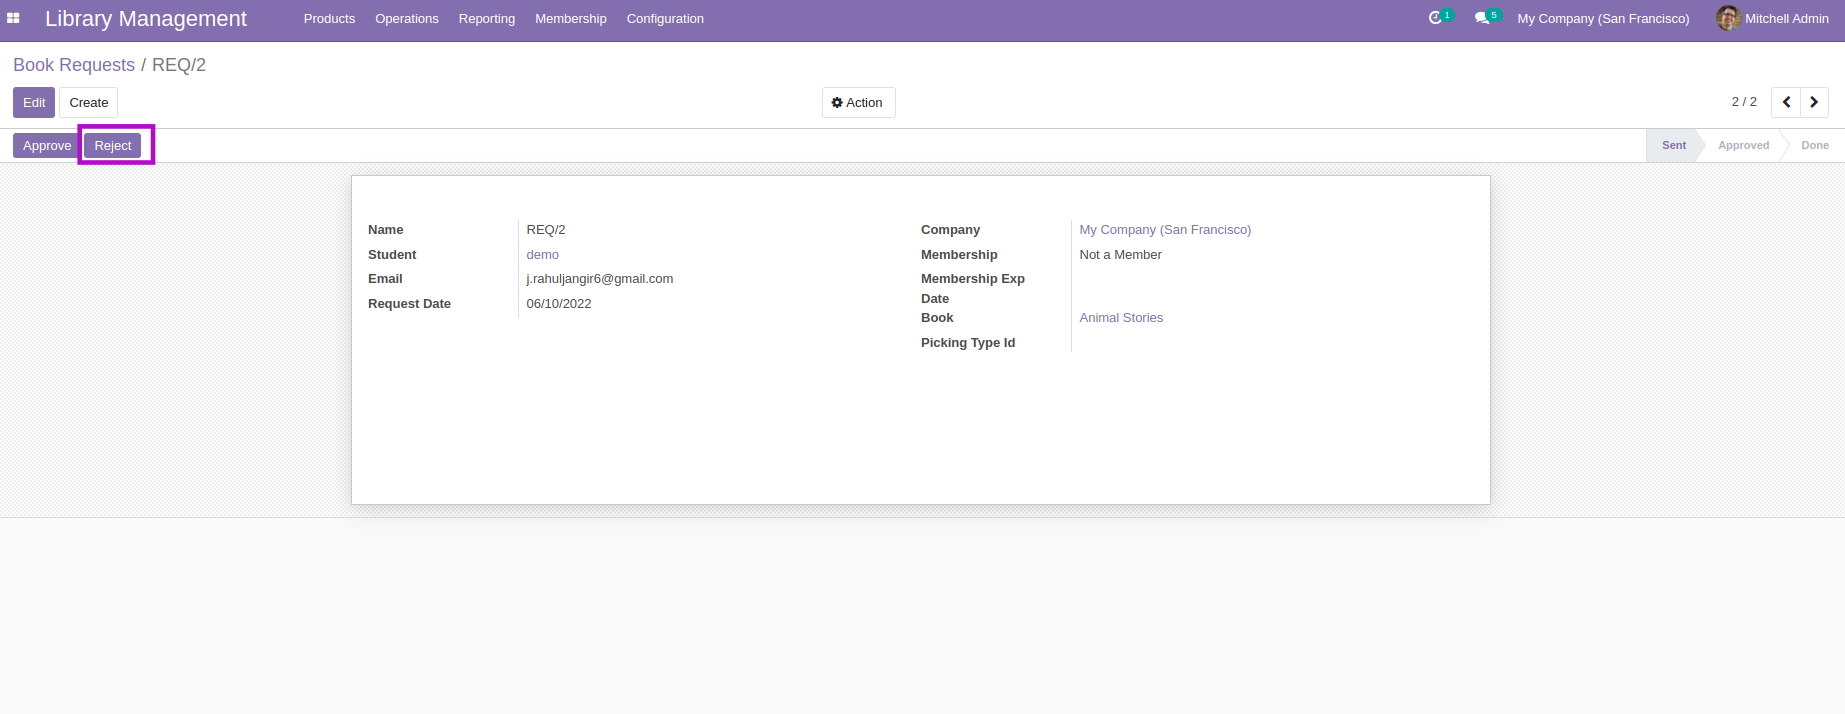 Library Management Products Operations Reporting Membership Configuration 1 5 My Company (San Francisco) Mitchell Admin
Book Requests / REQ/2
Edit Create Action 2 / 2
Approve Reject Sent Approved Done
Name REQ/2 Company My Company (San Francisco)
Student demo Membership Not a Member
Email j.rahuljangir6@gmail.com Membership Exp
Date
Request Date 06/10/2022
Book Animal Stories
Picking Type Id